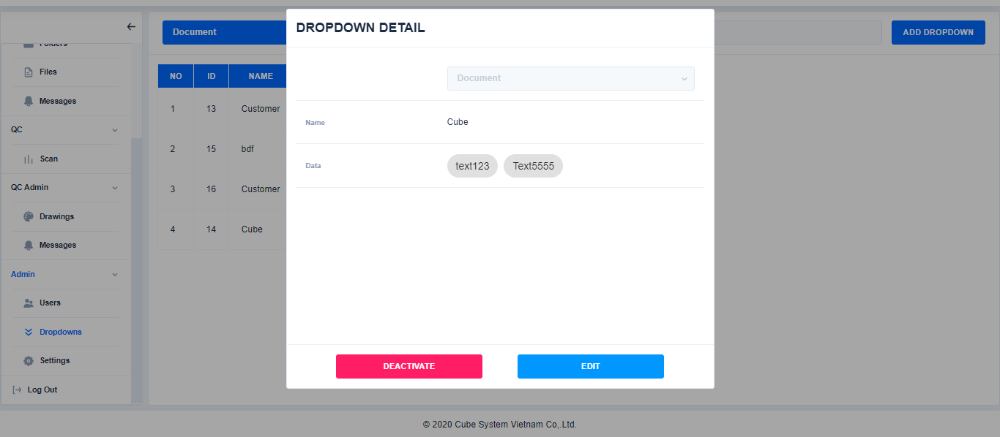 Folders
Files
Messages
QC
Scan
QC Admin
Drawings
Messages
Admin
Users
Dropdowns
Settings
Log Out
Document
ADD DROPDOWN
NO ID NAME
1 13 Customer
2 15 bdf
3 16 Customer
4 14 Cube
DROPDOWN DETAIL
Document
Name Cube
Data text123 Text5555
DEACTIVATE EDIT
© 2020 Cube System Vietnam Co,.Ltd.